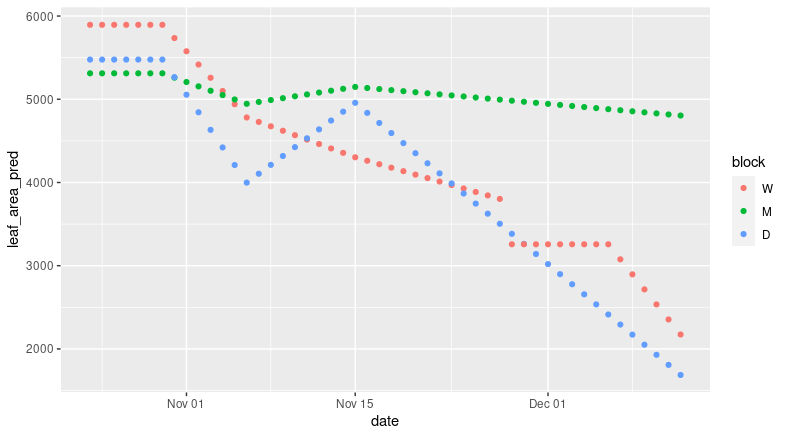 6000
5000
4000
3000
2000
leaf_area_pred
Nov 01
Nov 15
Dec 01
date
block
W
M
D